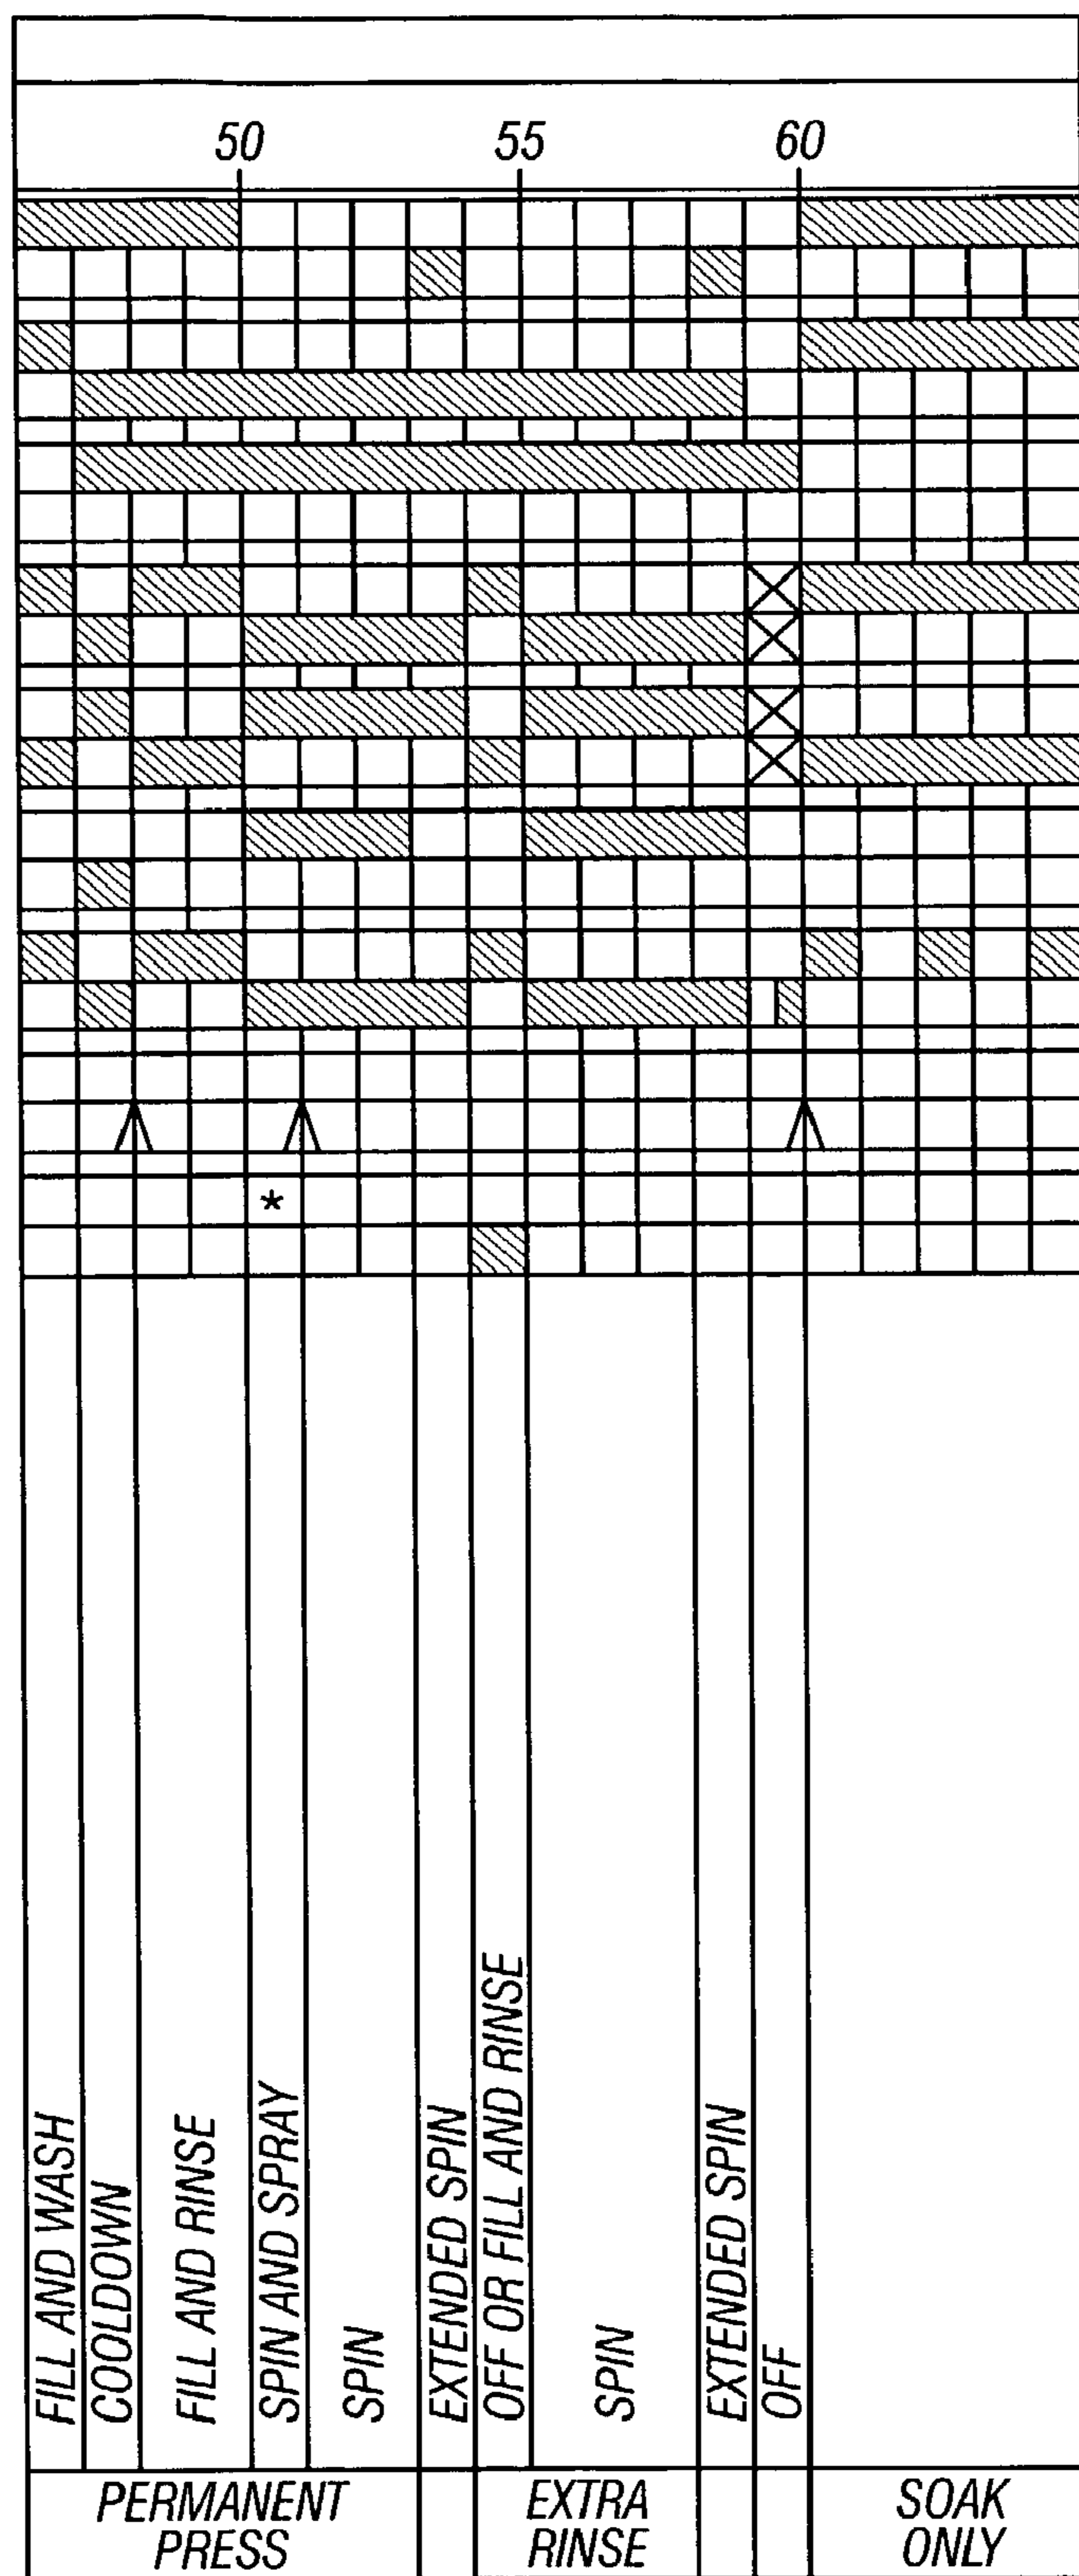 50 55 60
*
FILL AND WASH
COOLDOWN
FILL AND RINSE
SPIN AND SPRAY
SPIN
EXTENDED SPIN
OFF OR FILL AND RINSE
SPIN
EXTENDED SPIN
OFF
PERMANENT
PRESS
EXTRA
RINSE
SOAK
ONLY